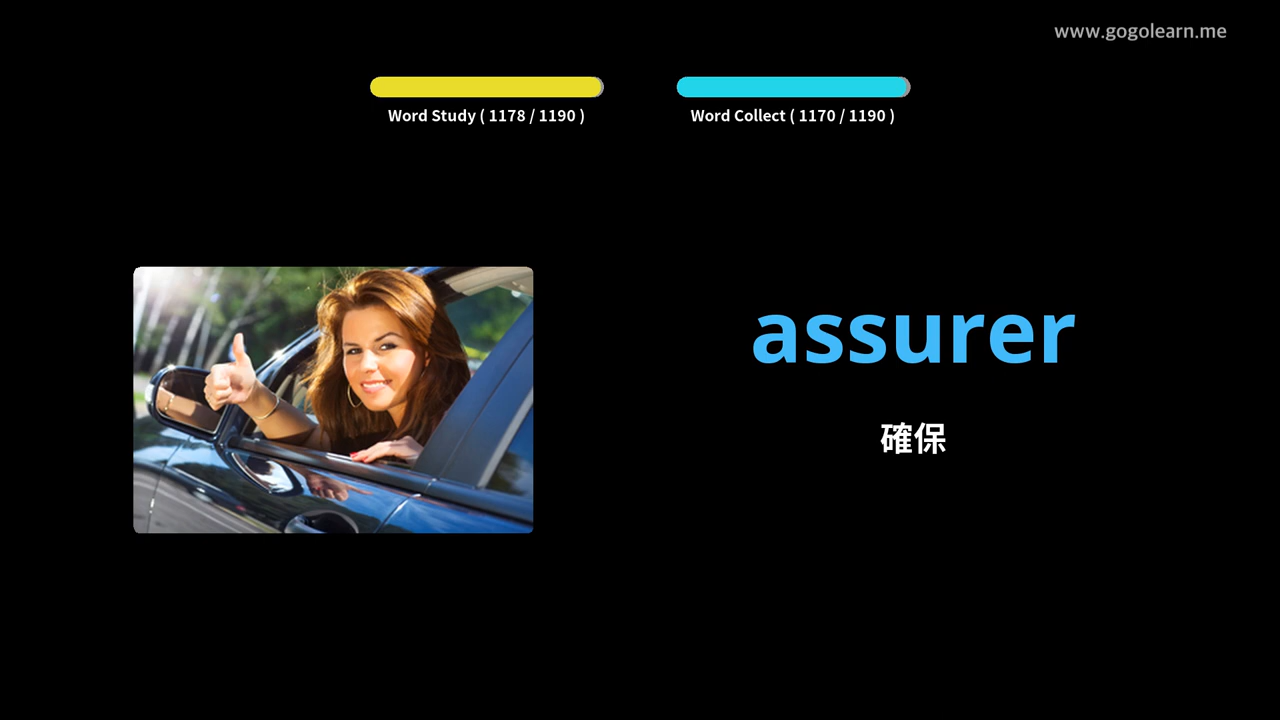 www.gogolearn.me
Word Study ( 1178 / 1190 )
Word Collect ( 1170 / 1190 )
assurer
確保